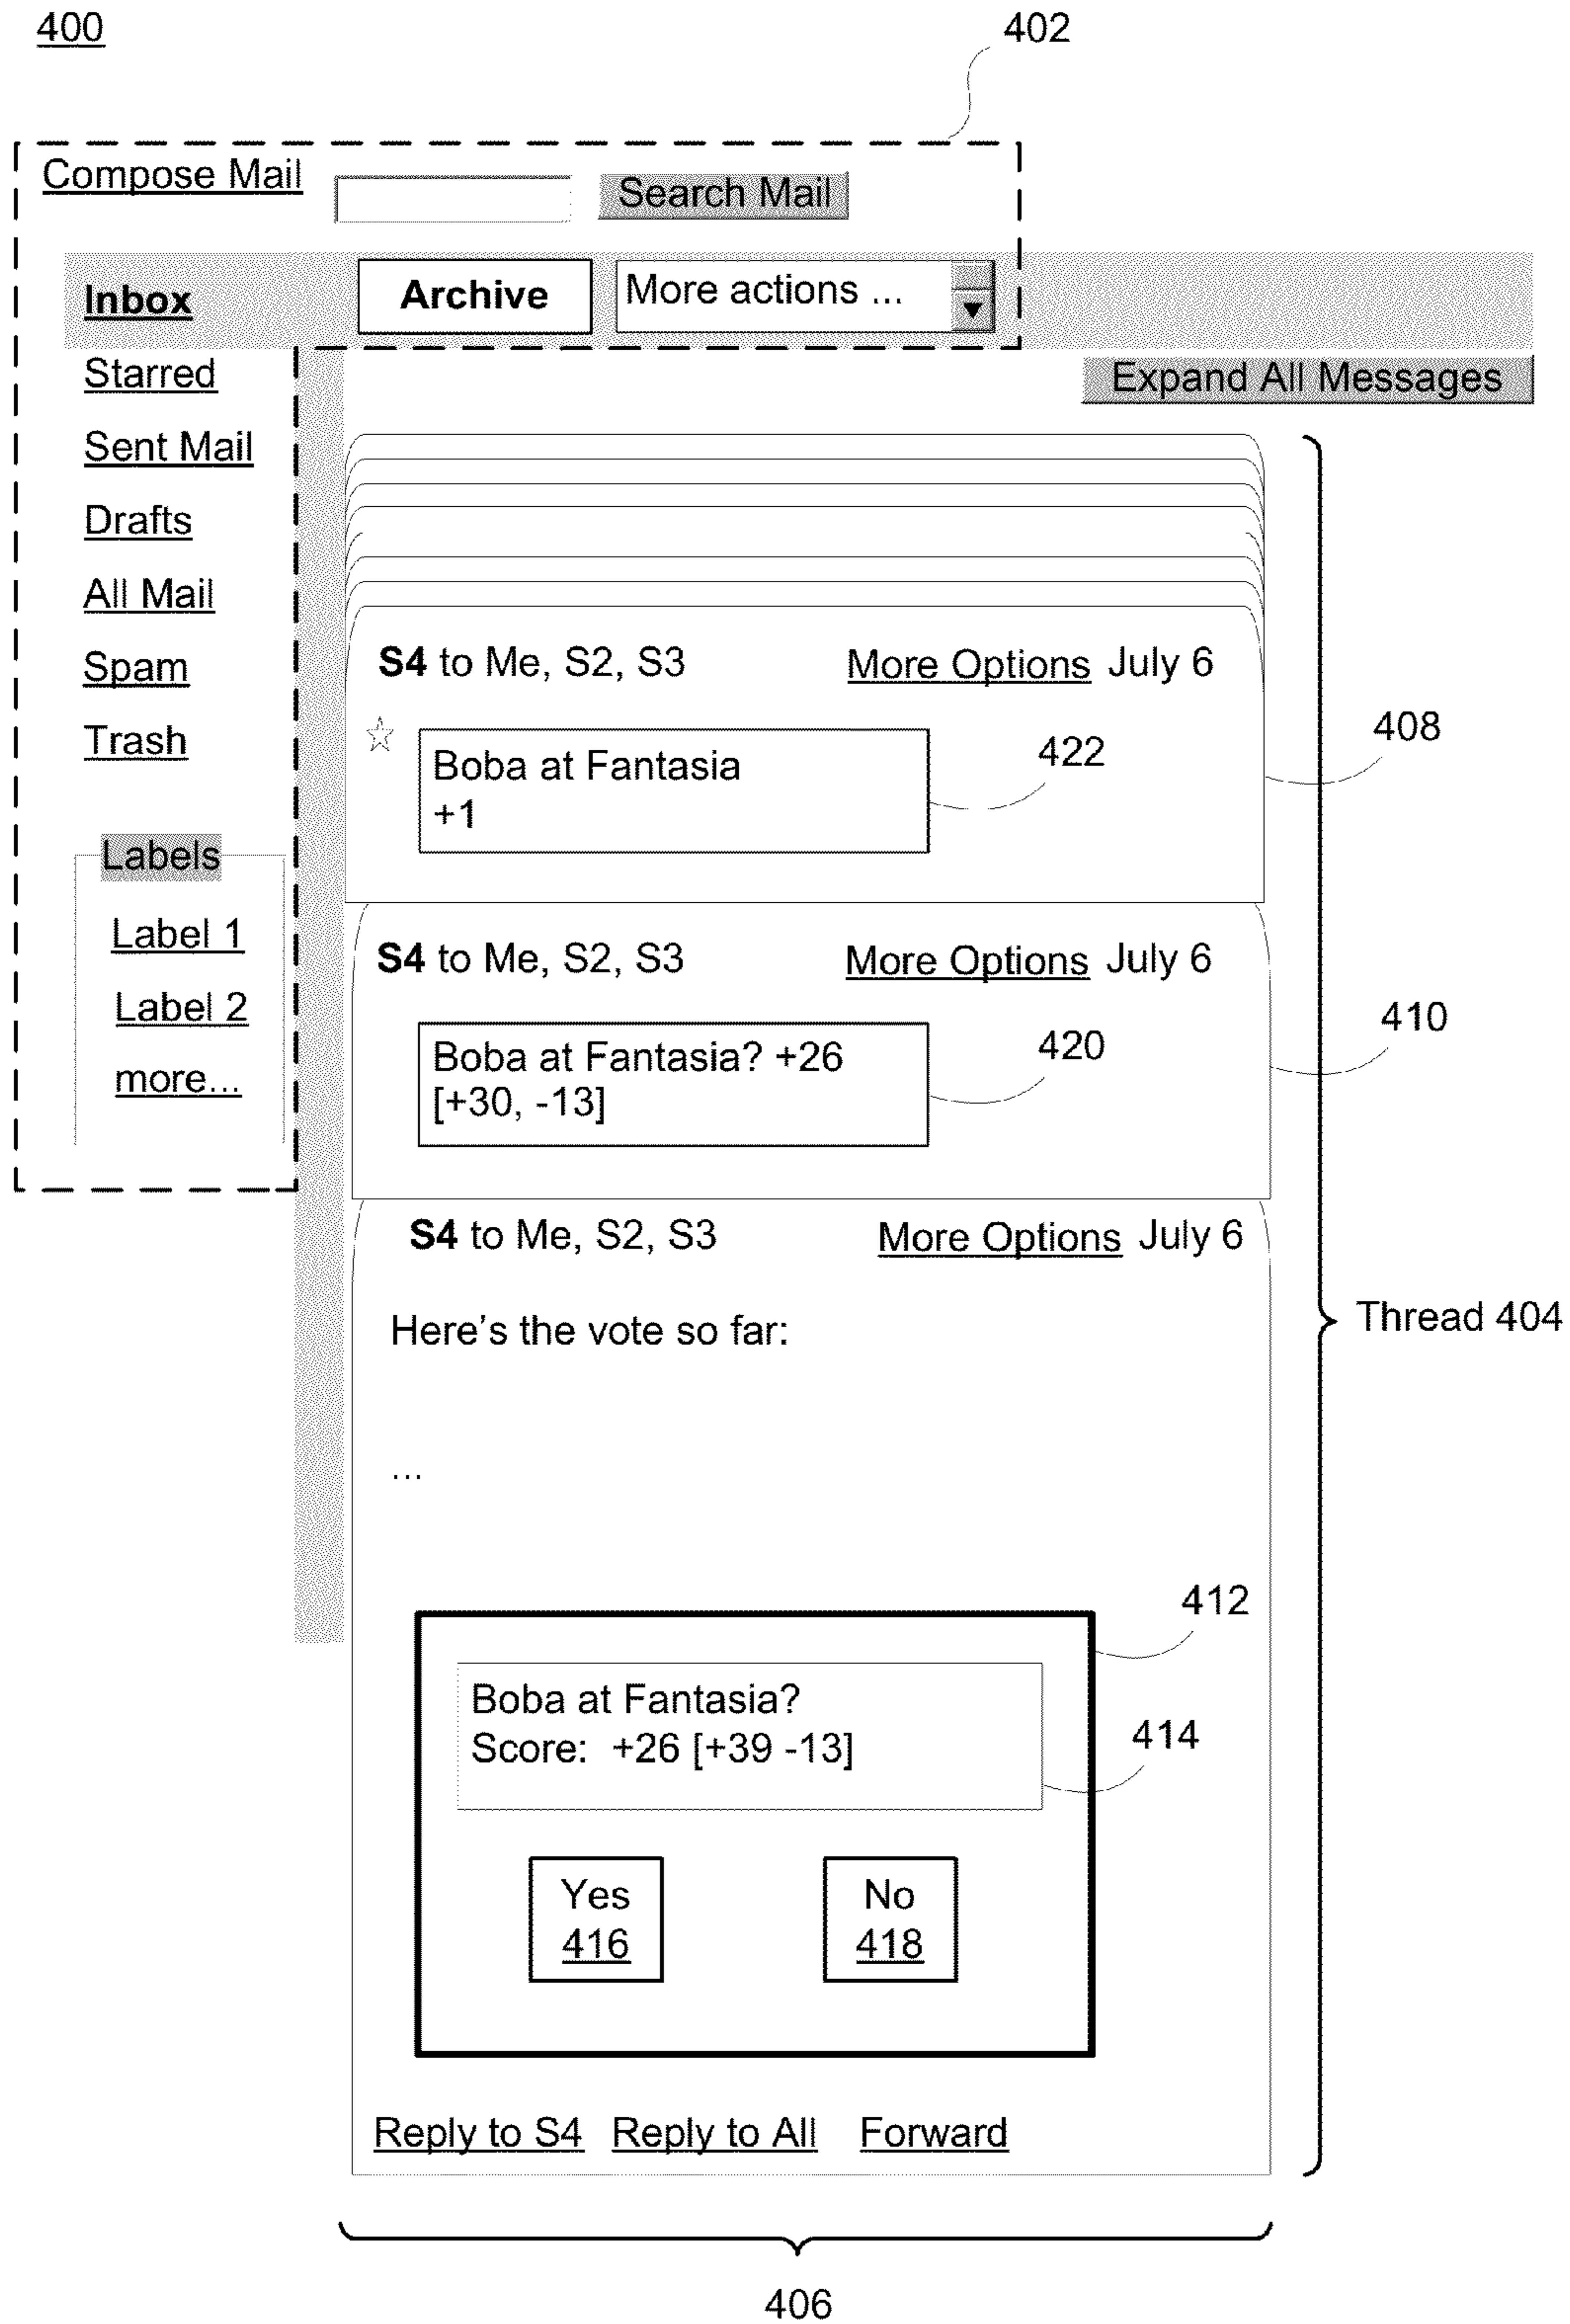 400
402
Compose Mail
Search Mail
Inbox
Archive
More actions ...
Starred
Expand All Messages
Sent Mail
Drafts
All Mail
Spam
Trash
Labels
Label 1
Label 2
more...
S4 to Me, S2, S3 More Options July 6
Boba at Fantasia
+1
422
408
S4 to Me, S2, S3 More Options July 6
Boba at Fantasia? +26
[+30, -13]
420
410
S4 to Me, S2, S3 More Options July 6
Here's the vote so far:
...
Thread 404
412
Boba at Fantasia?
Score: +26 [+39 -13]
414
Yes
416
No
418
Reply to S4 Reply to All Forward
406